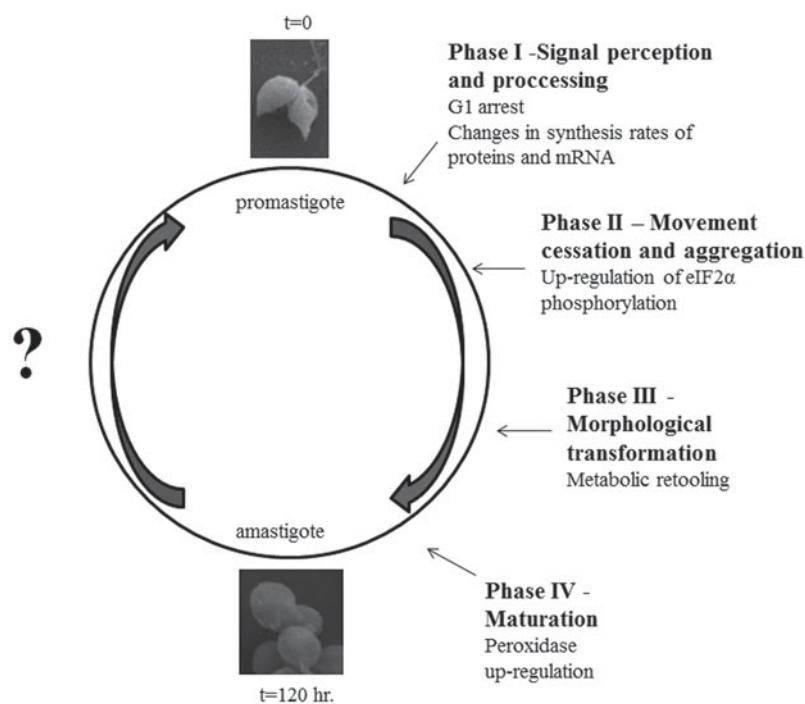 t=0
Phase I -Signal perception
and proccessing
G1 arrest
Changes in synthesis rates of
proteins and mRNA
promastigote
Phase II – Movement
cessation and aggregation
Up-regulation of eIF2α
phosphorylation
?
Phase III -
Morphological
transformation
Metabolic retooling
amastigote
Phase IV -
Maturation
Peroxidase
up-regulation
t=120 hr.